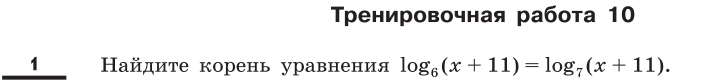 Тренировочная работа 10
1 Найдите корень уравнения log₆(x + 11) = log₇(x + 11).